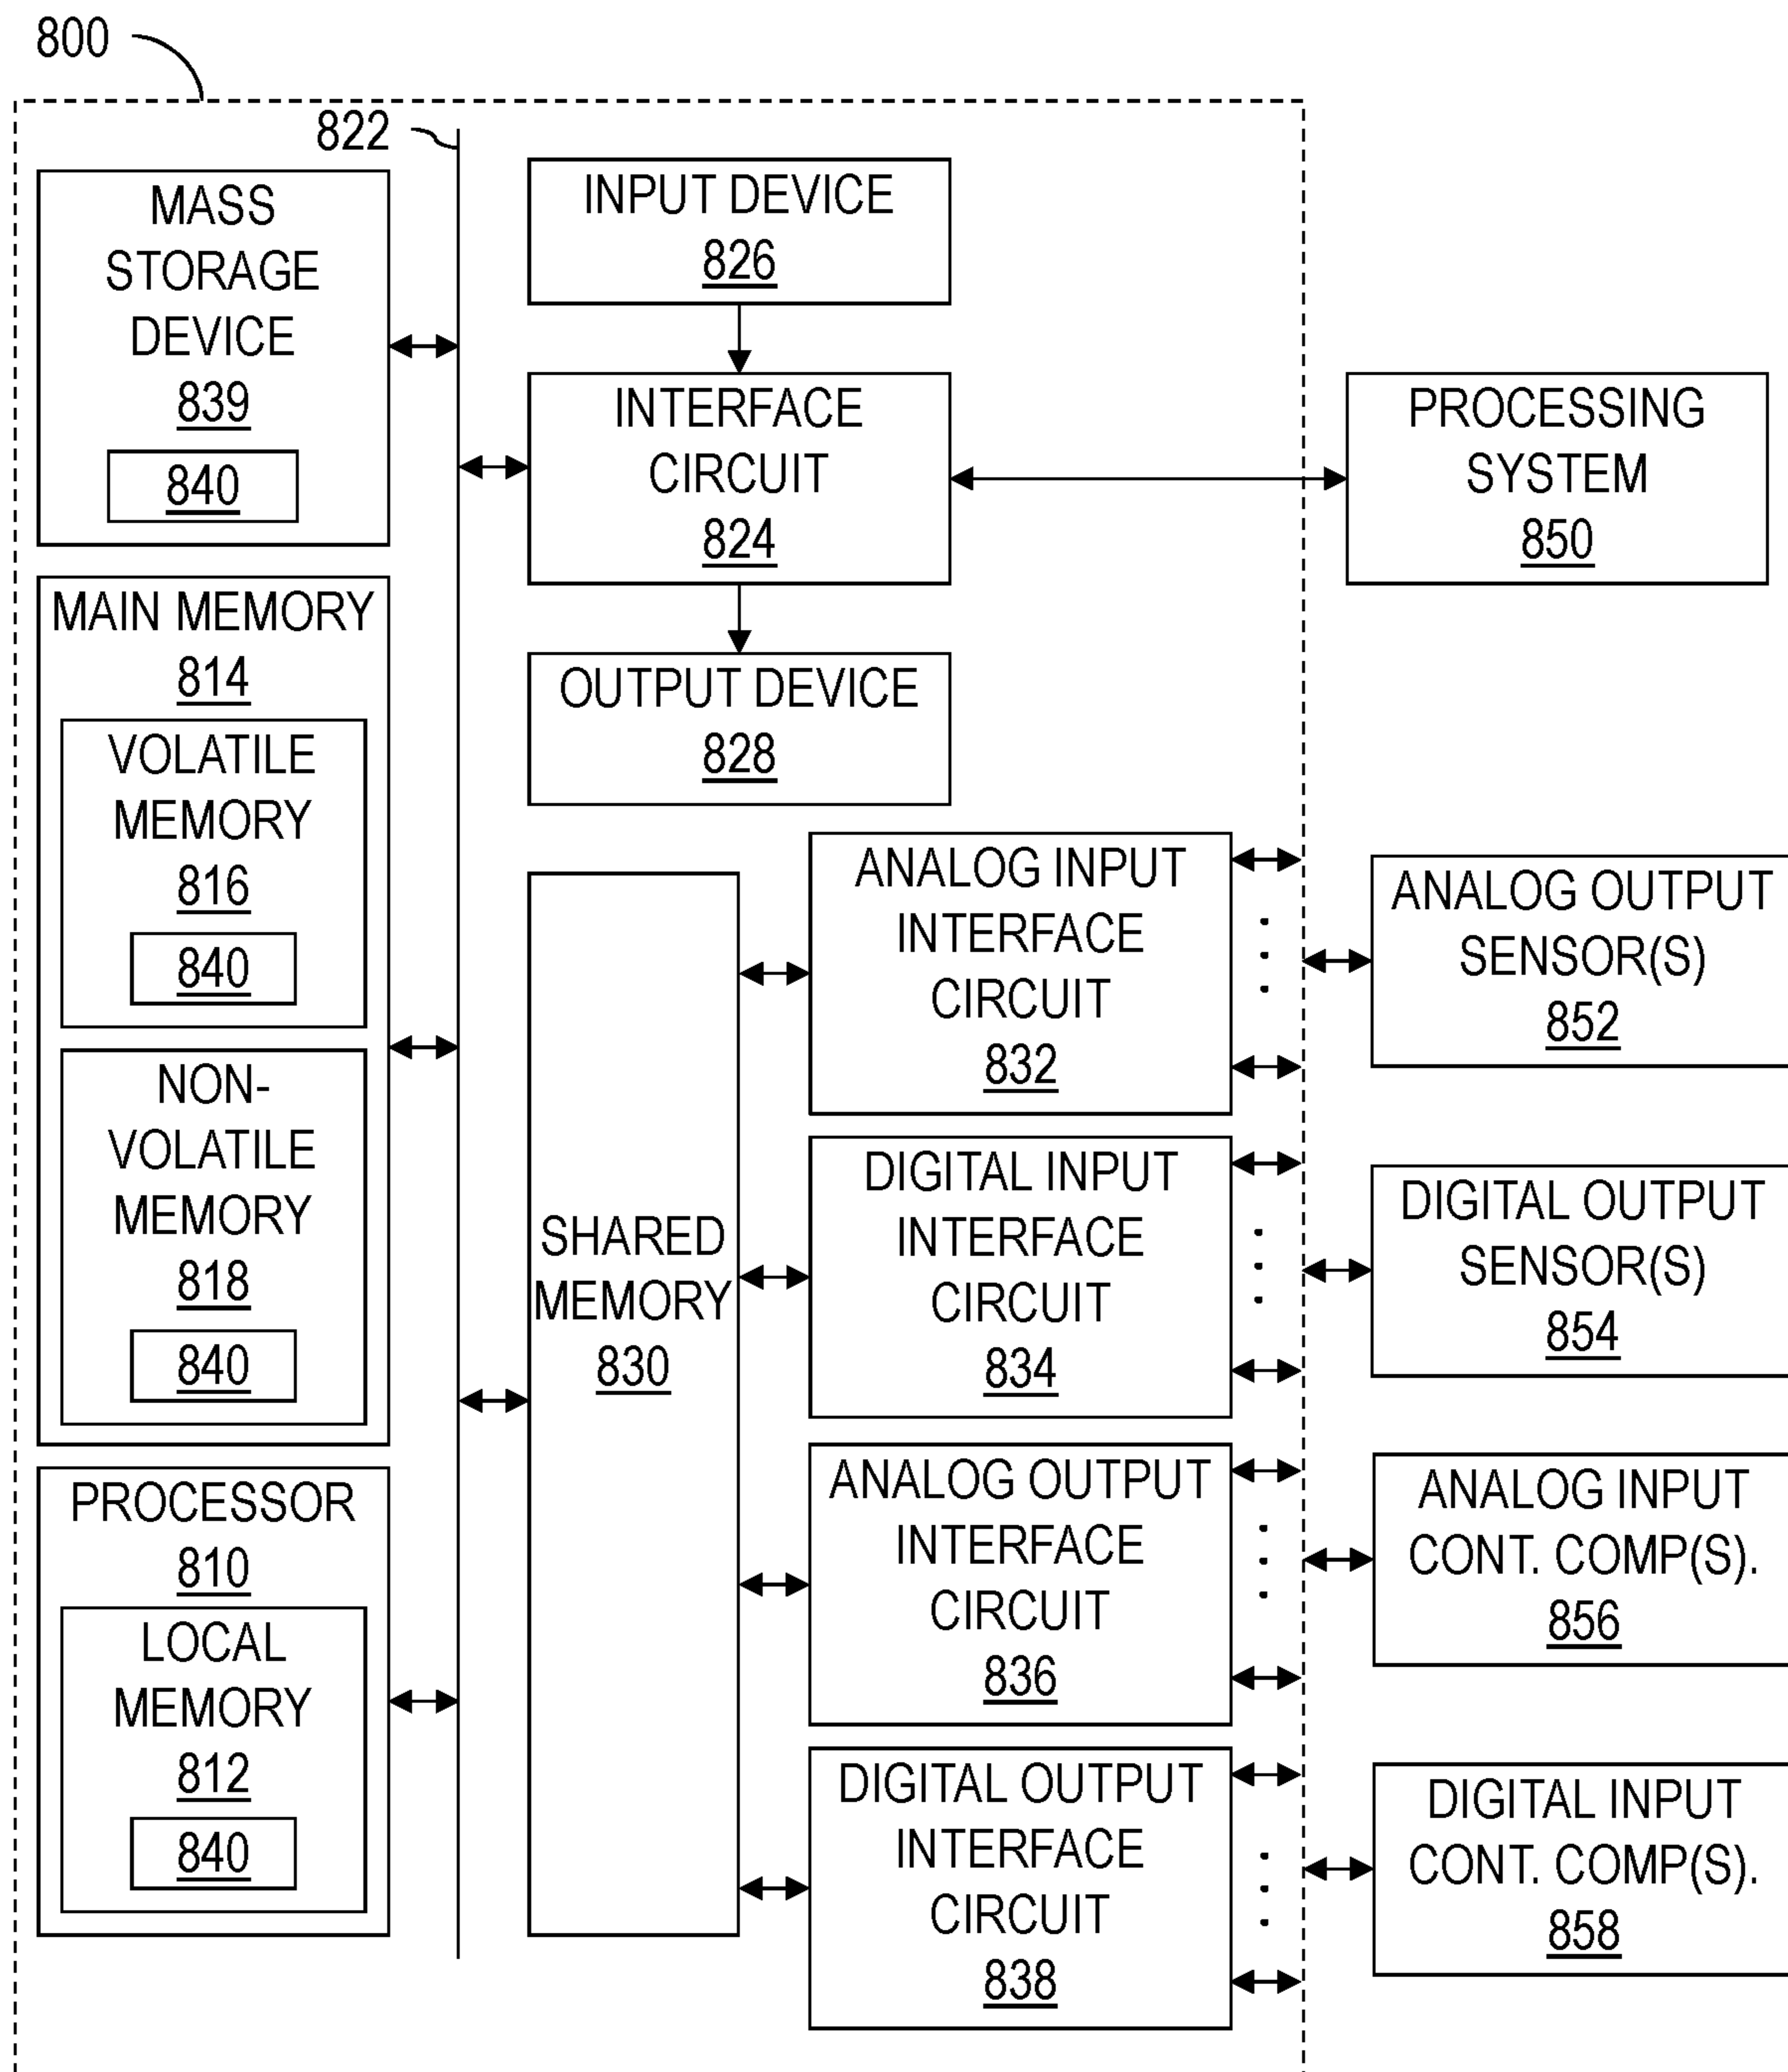 800
822
MASS
STORAGE
DEVICE
839
840
MAIN MEMORY
814
VOLATILE
MEMORY
816
840
NON-
VOLATILE
MEMORY
818
840
PROCESSOR
810
LOCAL
MEMORY
812
840
INPUT DEVICE
826
INTERFACE
CIRCUIT
824
OUTPUT DEVICE
828
PROCESSING
SYSTEM
850
SHARED
MEMORY
830
ANALOG INPUT
INTERFACE
CIRCUIT
832
DIGITAL INPUT
INTERFACE
CIRCUIT
834
ANALOG OUTPUT
INTERFACE
CIRCUIT
836
DIGITAL OUTPUT
INTERFACE
CIRCUIT
838
ANALOG OUTPUT
SENSOR(S)
852
DIGITAL OUTPUT
SENSOR(S)
854
ANALOG INPUT
CONT. COMP(S).
856
DIGITAL INPUT
CONT. COMP(S).
858